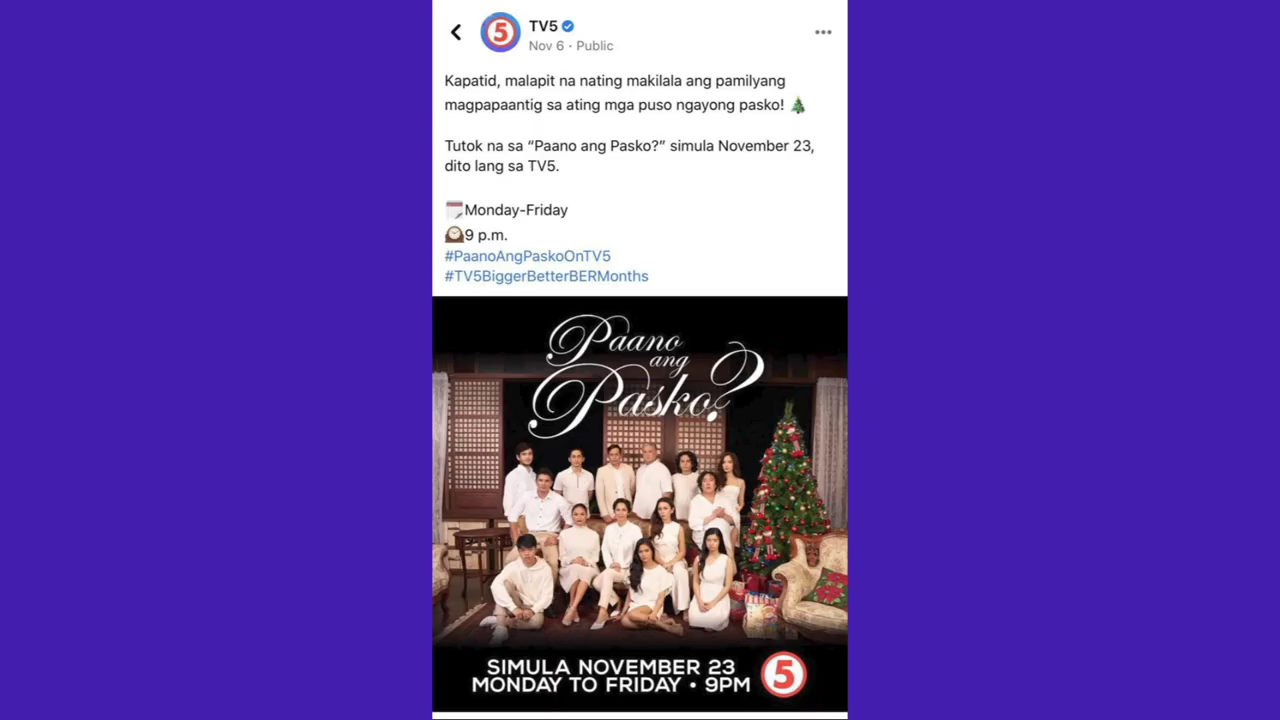 TV5
Nov 6 · Public
Kapatid, malapit na nating makilala ang pamilyang
magpapaantig sa ating mga puso ngayong pasko! 🎄
Tutok na sa “Paano ang Pasko?” simula November 23,
dito lang sa TV5.
Monday-Friday
9 p.m.
#PaanoAngPaskoOnTV5
#TV5BiggerBetterBERMonths
Paano
ang
Pasko?
SIMULA NOVEMBER 23
MONDAY TO FRIDAY • 9PM
5